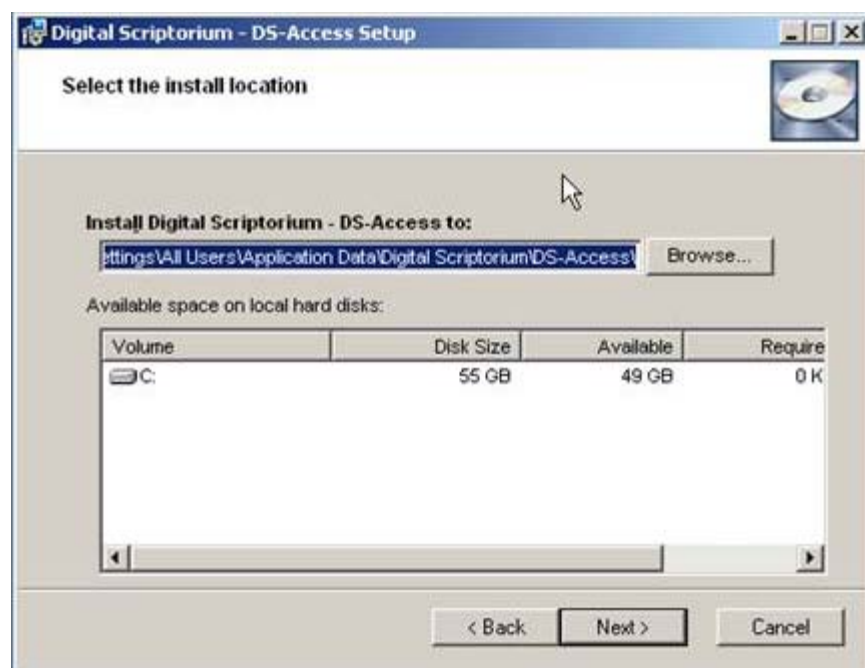 Digital Scriptorium - DS-Access Setup
Select the install location
Install Digital Scriptorium - DS-Access to:
ettings\All Users\Application Data\Digital Scriptorium\DS-Access\ Browse...
Available space on local hard disks:
Volume Disk Size Available Require
C: 55 GB 49 GB 0 K
< Back Next > Cancel